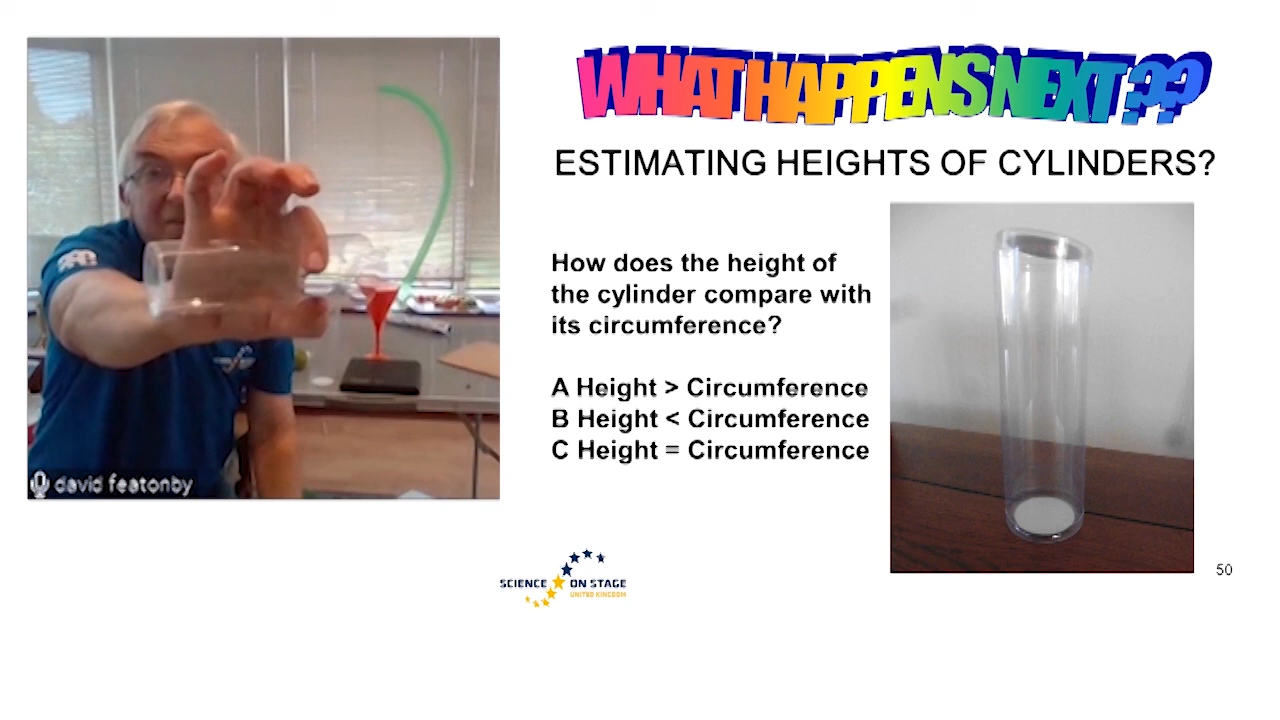 WHAT HAPPENS NEXT ??
ESTIMATING HEIGHTS OF CYLINDERS?
How does the height of
the cylinder compare with
its circumference?
A Height > Circumference
B Height < Circumference
C Height = Circumference
david featonby
SCIENCE ON STAGE
UNITED KINGDOM
50